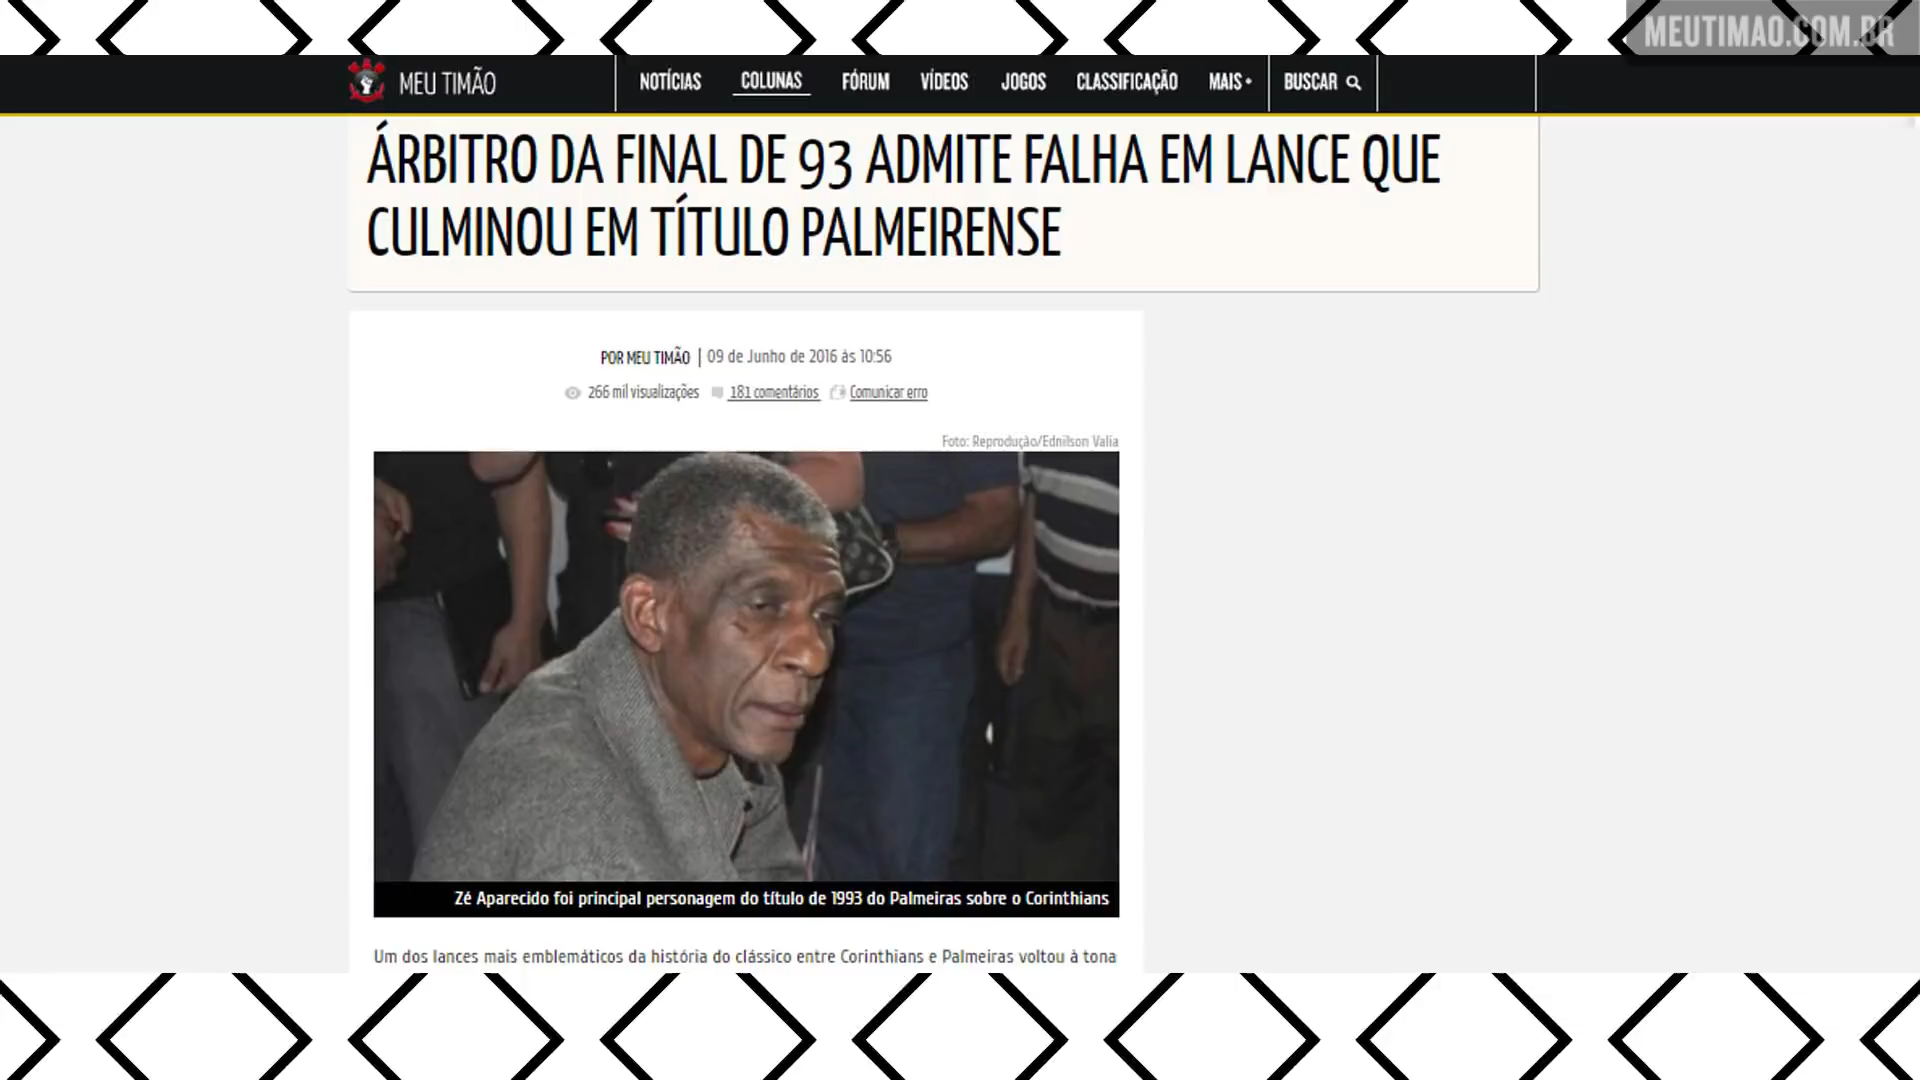 MEUTIMAO.COM.BR
MEU TIMÃO NOTÍCIAS COLUNAS FÓRUM VÍDEOS JOGOS CLASSIFICAÇÃO MAIS BUSCAR
ÁRBITRO DA FINAL DE 93 ADMITE FALHA EM LANCE QUE
CULMINOU EM TÍTULO PALMEIRENSE
POR MEU TIMÃO | 09 de Junho de 2016 às 10:56
266 mil visualizações 181 comentários Comunicar erro
Foto: Reprodução/Ednilson Valia
Zé Aparecido foi principal personagem do título de 1993 do Palmeiras sobre o Corinthians
Um dos lances mais emblemáticos da história do clássico entre Corinthians e Palmeiras voltou à tona